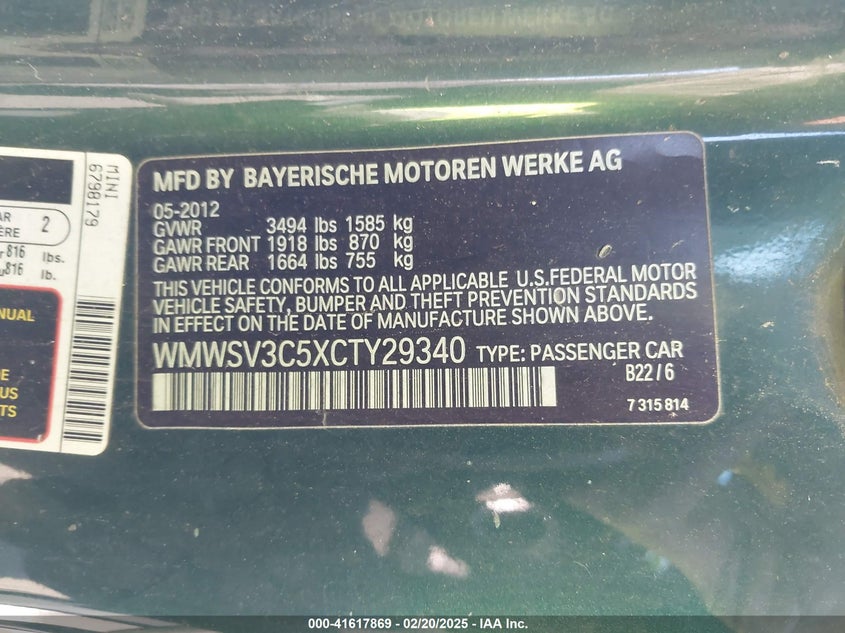 MFD BY BAYERISCHE MOTOREN WERKE AG
05-2012
GVWR 3494 lbs 1585 kg
GAWR FRONT 1918 lbs 870 kg
GAWR REAR 1664 lbs 755 kg
THIS VEHICLE CONFORMS TO ALL APPLICABLE U.S.FEDERAL MOTOR
VEHICLE SAFETY, BUMPER AND THEFT PREVENTION STANDARDS
IN EFFECT ON THE DATE OF MANUFACTURE SHOWN ABOVE.
WMWSV3C5XCTY29340 TYPE: PASSENGER CAR
B22/6
7 315 814
MINI
6798179
2
816 lbs.
816 lb.
000-41617869 - 02/20/2025 - IAA Inc.